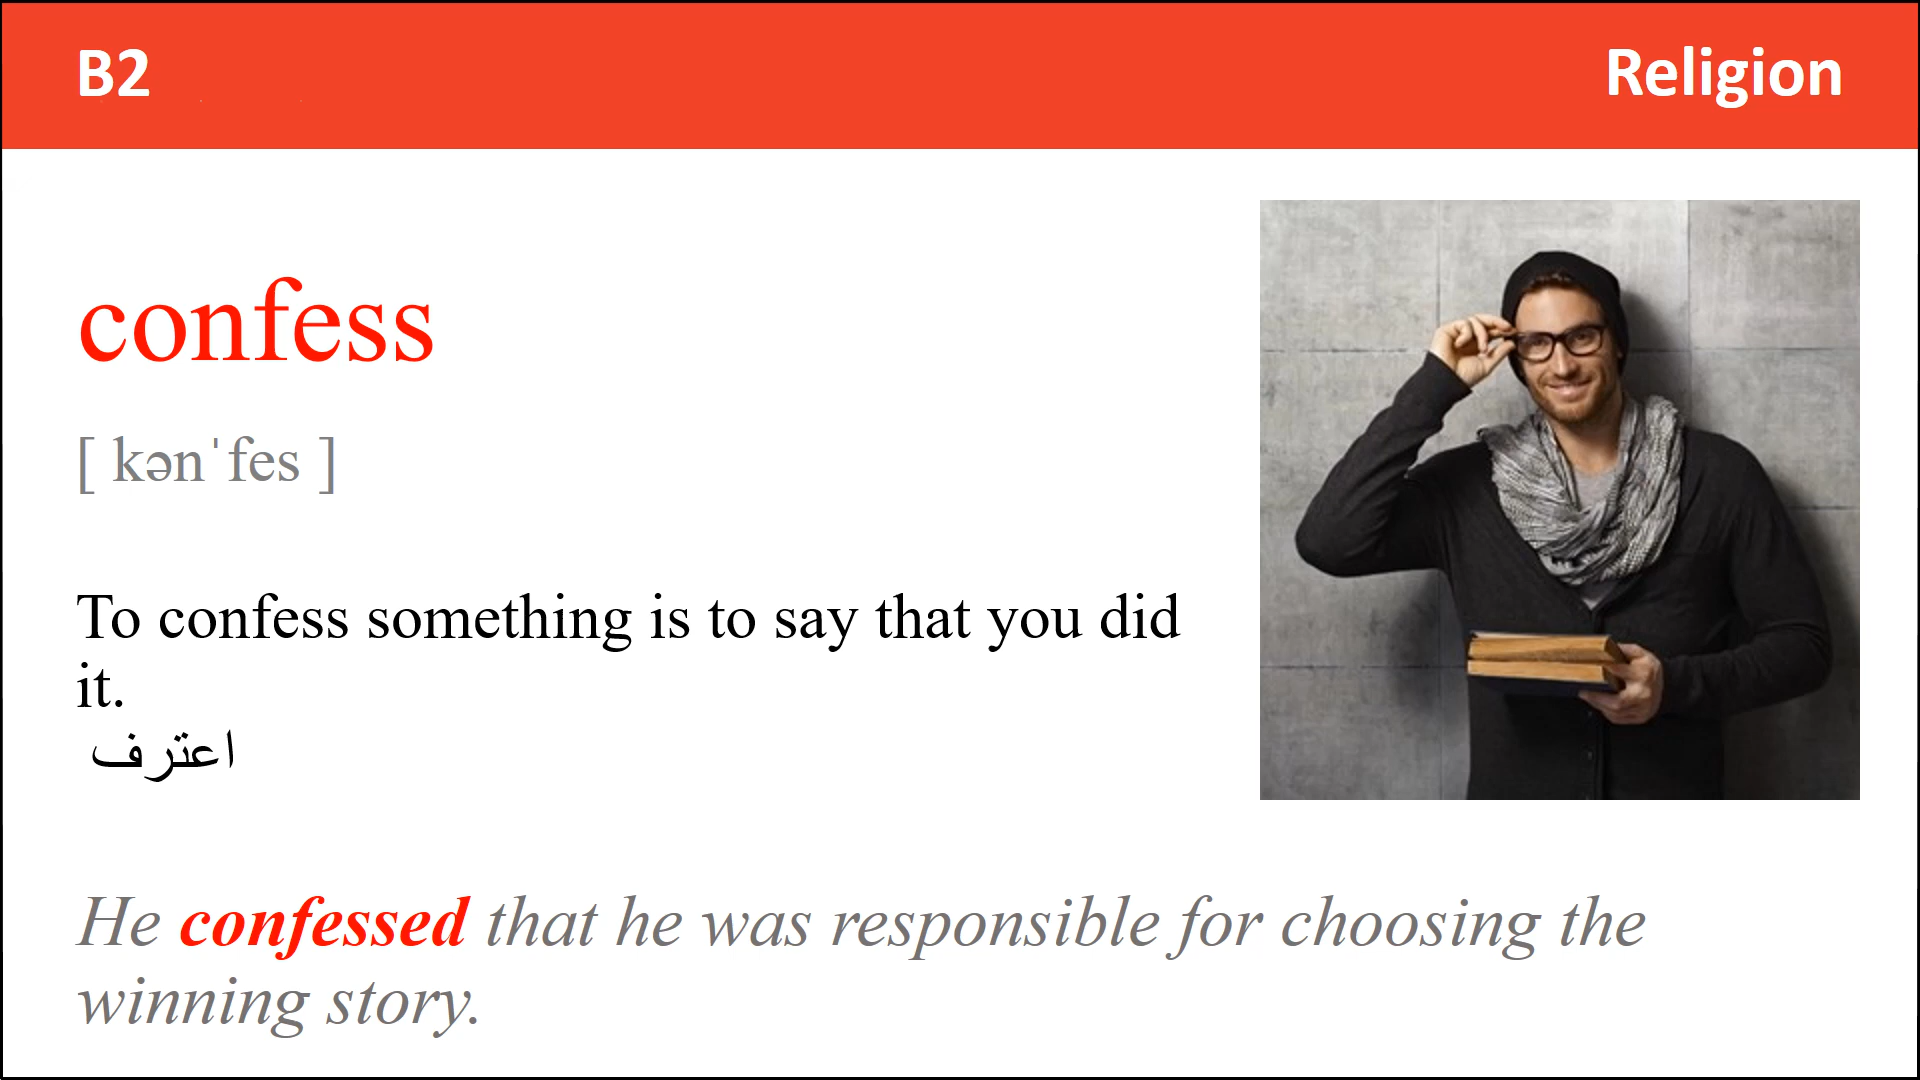 B2
Religion
confess
[ kənˈfes ]
To confess something is to say that you did
it.
اعترف
He confessed that he was responsible for choosing the
winning story.